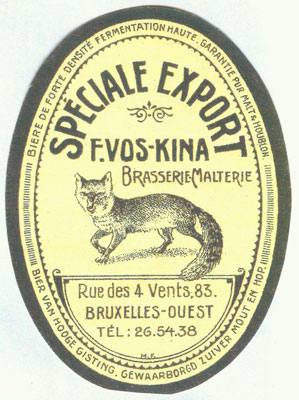 BIÈRE DE FORTE DENSITÉ FERMENTATION HAUTE. GARANTIE PUR MALT & HOUBLON.
SPÉCIALE EXPORT
F.VOS-KINA
BRASSERIE MALTERIE
Rue des 4 Vents, 83.
BRUXELLES-OUEST
TÉL: 26.54.38
M.F.
BIER VAN HOOGE GISTING. GEWAARBORGD ZUIVER MOUT EN HOP.